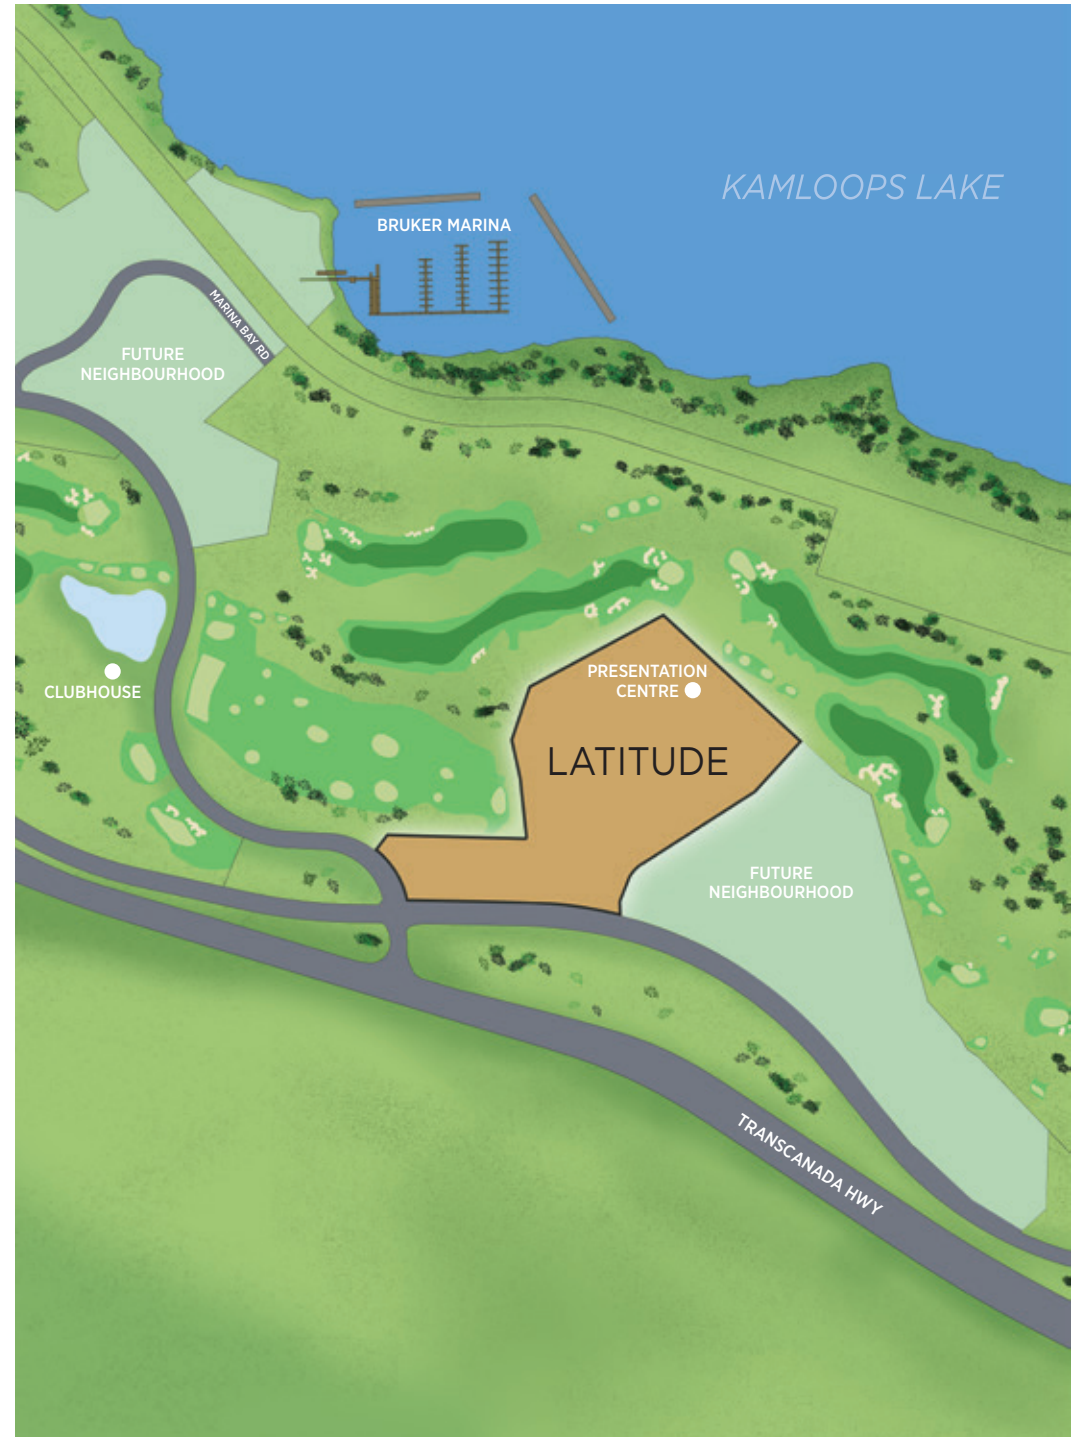 KAMLOOPS LAKE
BRUKER MARINA
MARINA BAY RD
FUTURE
NEIGHBOURHOOD
PRESENTATION
CENTRE
CLUBHOUSE
LATITUDE
FUTURE
NEIGHBOURHOOD
TRANSCANADA HWY